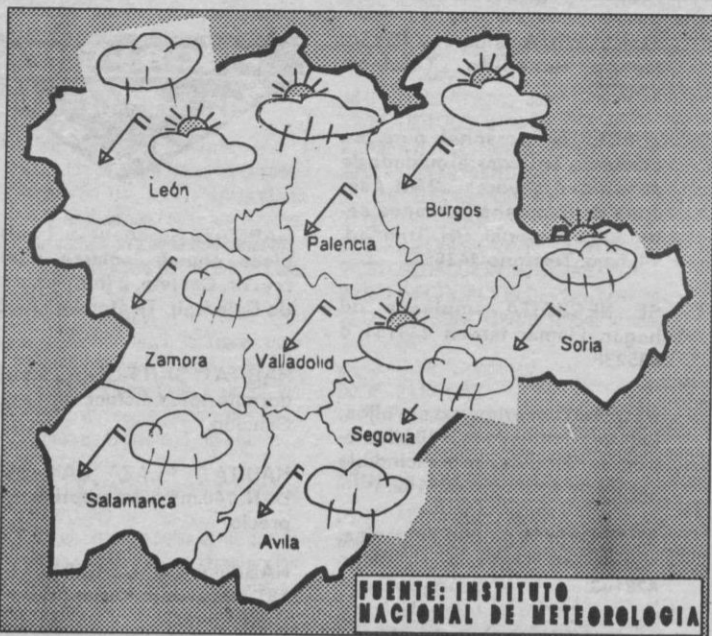 León
Burgos
Palencia
Zamora
Valladolid
Soria
Segovia
Salamanca
Avila
FUENTE: INSTITUTO
NACIONAL DE METEOROLOGIA